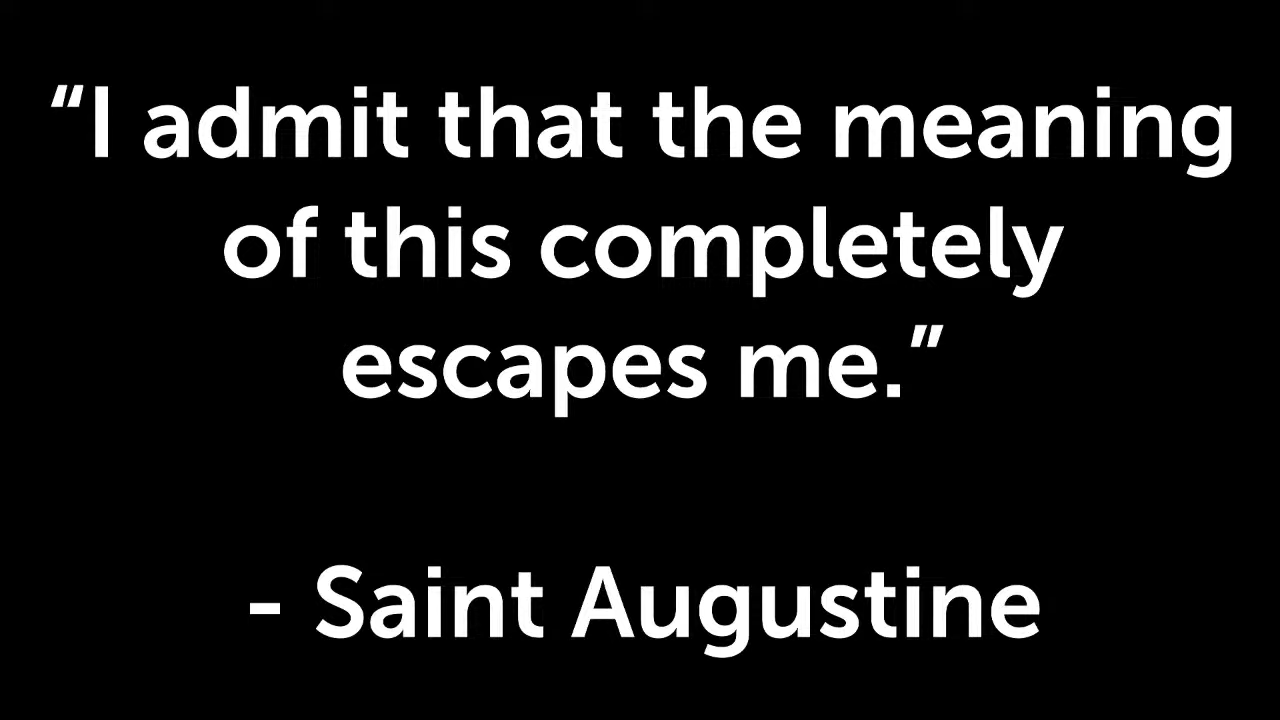 “I admit that the meaning
of this completely
escapes me.”
- Saint Augustine